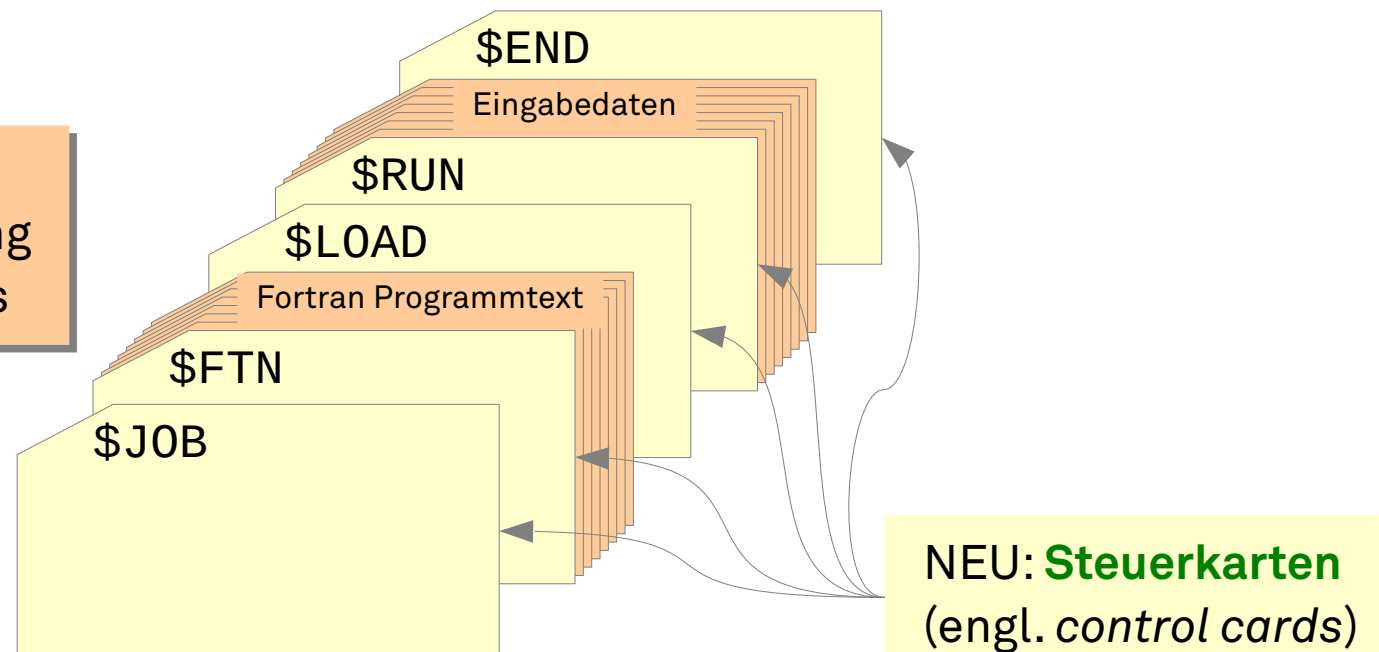 $END
Eingabedaten
$RUN
$LOAD
Fortran Programmtext
$FTN
$JOB
NEU: Steuerkarten
(engl. control cards)